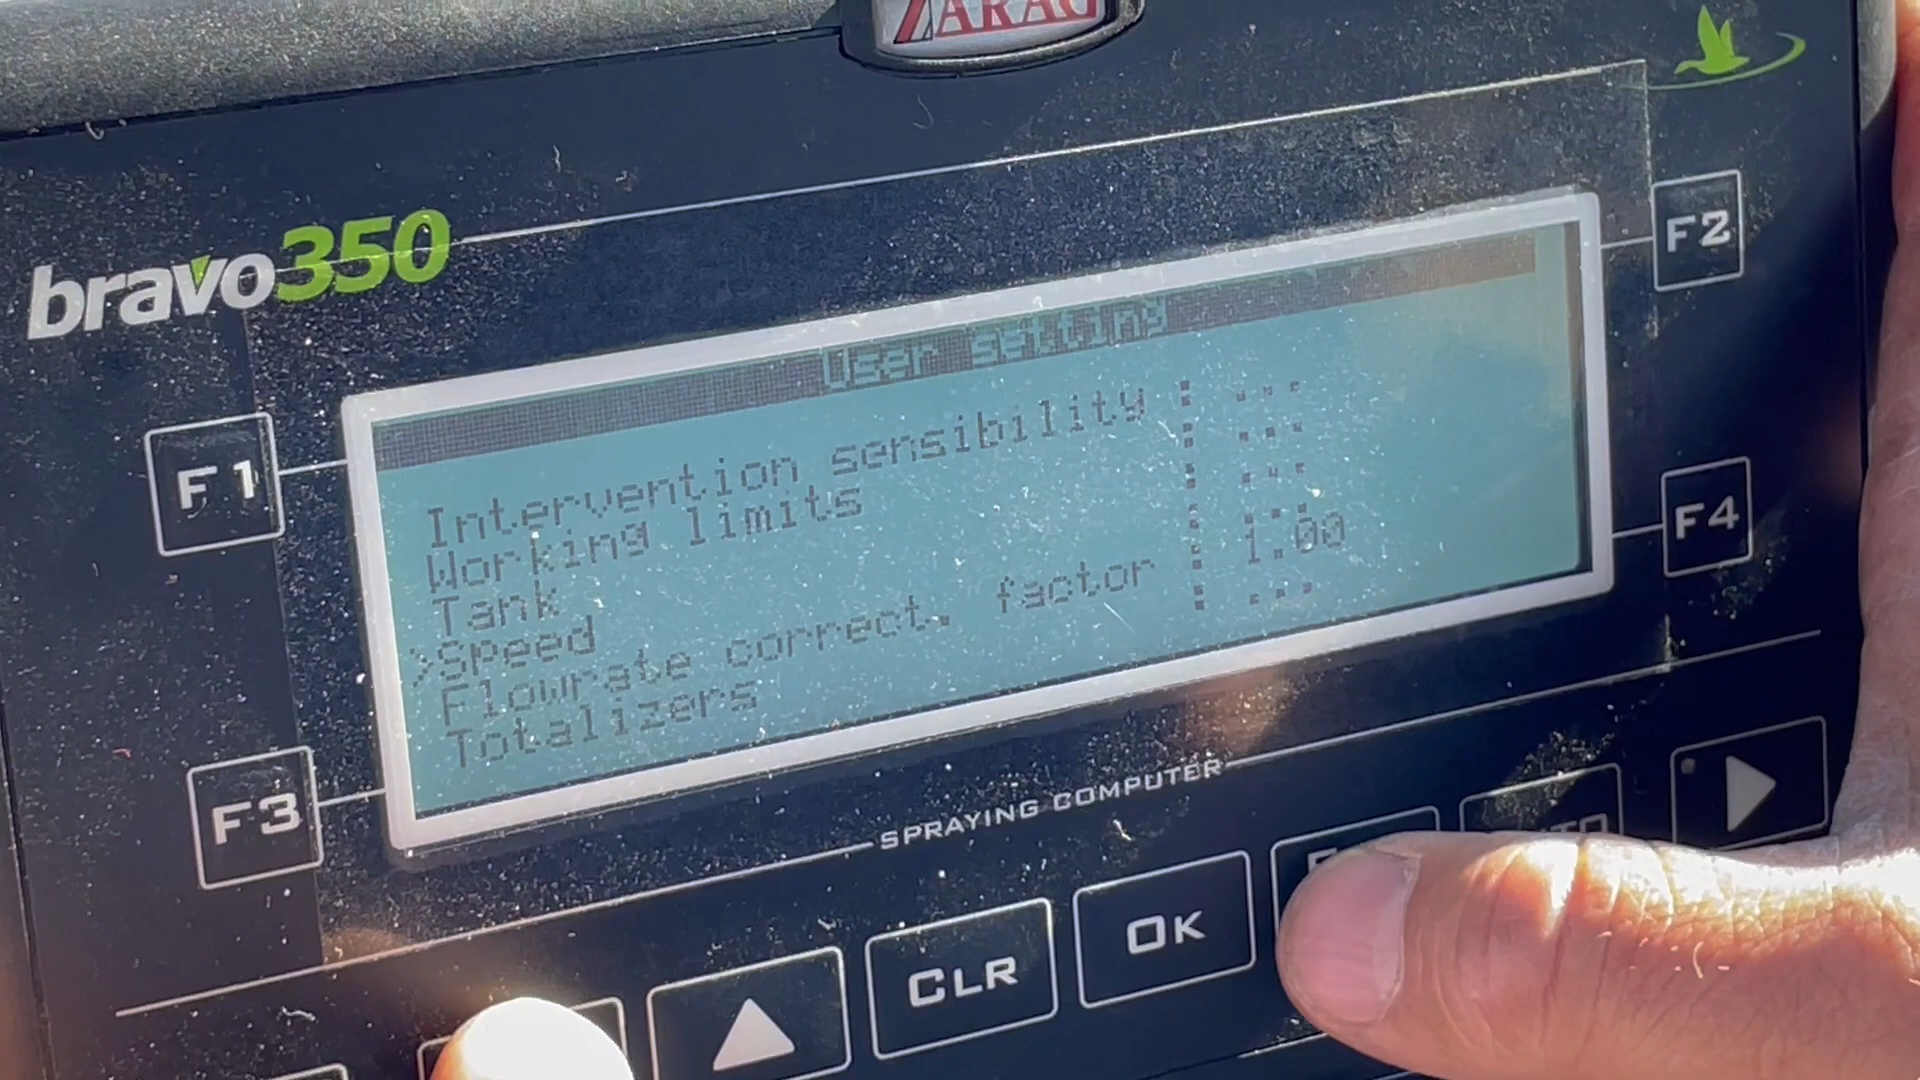 ARAG
bravo350
F1
F2
F3
F4
User setting
Intervention sensibility : ...
Working limits : ...
Tank : ...
>Speed : ...
Flowrate correct. factor : 1.00
Totalizers : ...
SPRAYING COMPUTER
CLR
OK